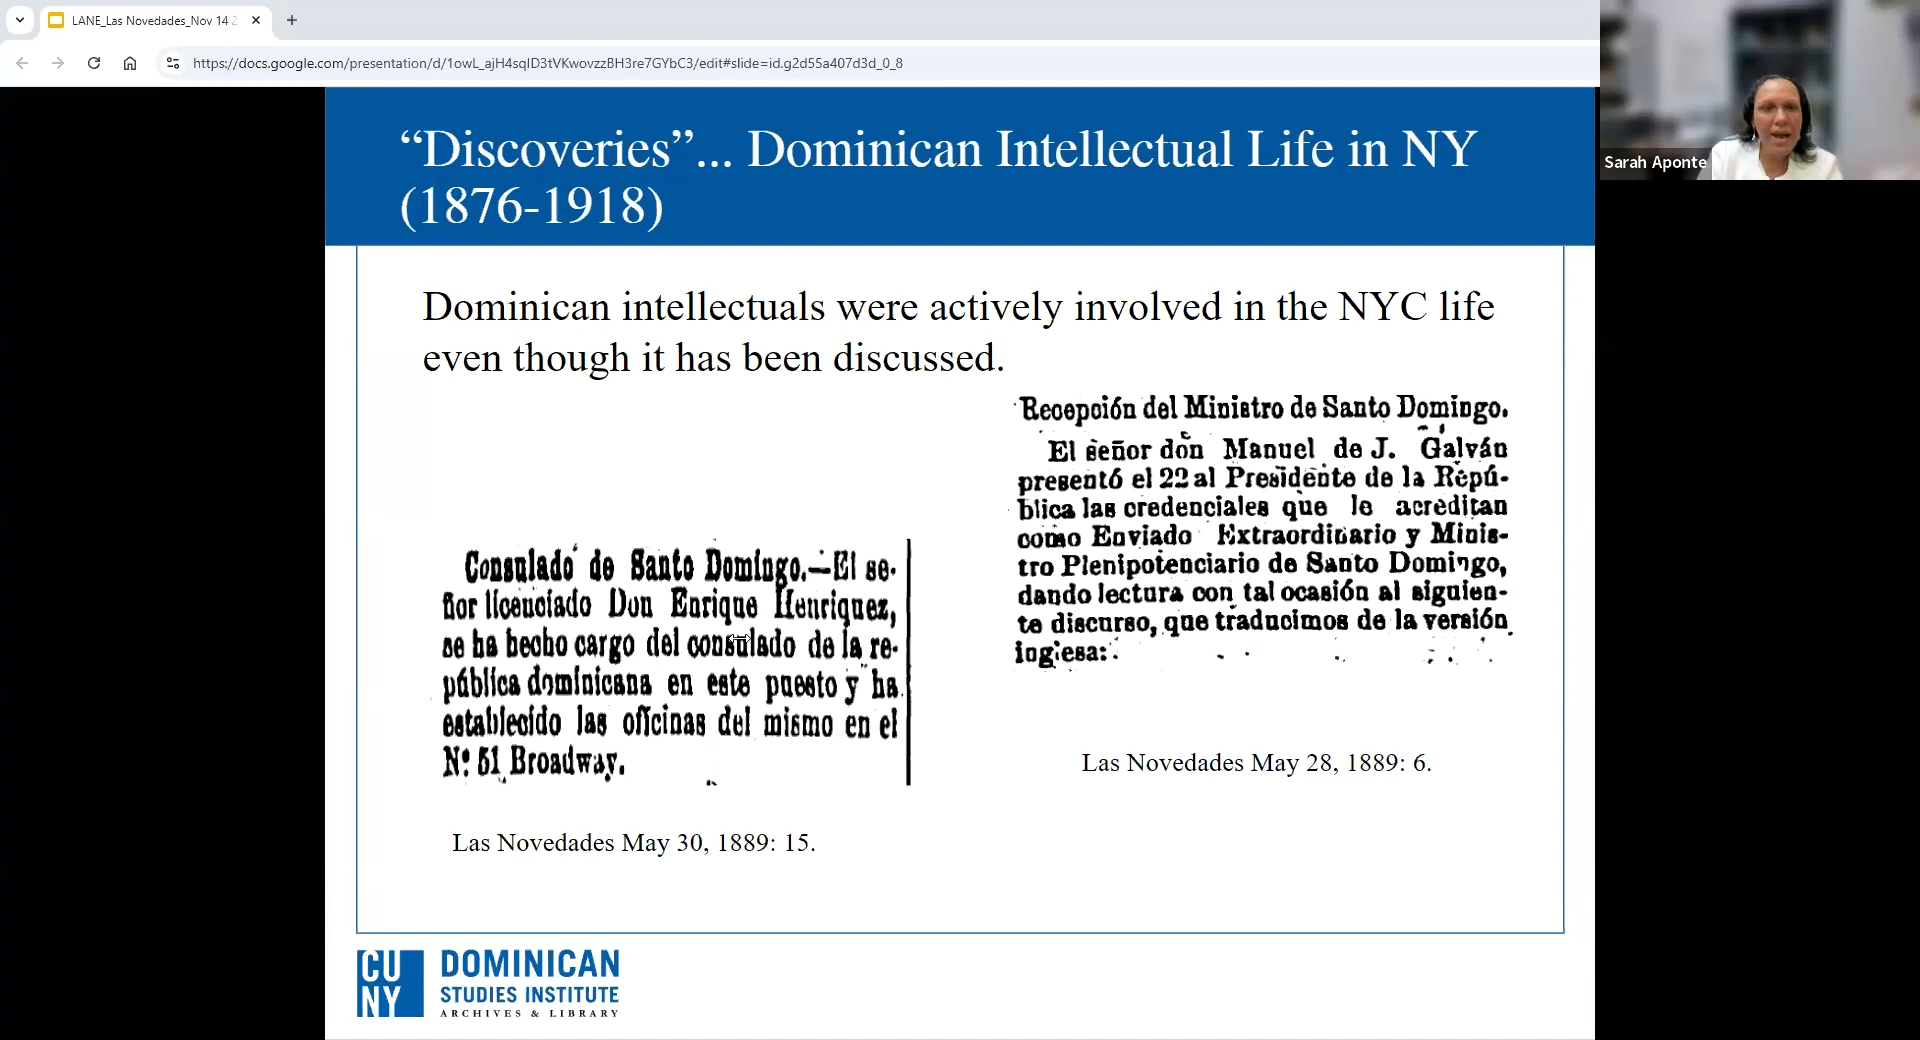 LANE_Las Novedades_Nov 14 2
https://docs.google.com/presentation/d/1owL_ajH4sqID3tVKwovzzBH3re7GYbC3/edit#slide=id.g2d55a407d3d_0_8
Sarah Aponte
“Discoveries”... Dominican Intellectual Life in NY
(1876-1918)
Dominican intellectuals were actively involved in the NYC life
even though it has been discussed.
Consulado de Santo Domingo.—El se-
ñor licenciado Don Enrique Henriquez,
se ha hecho cargo del consulado de la re-
pública dominicana en este puesto y ha
establecido las oficinas del mismo en el
Nº 51 Broadway.
Las Novedades May 30, 1889: 15.
Recepción del Ministro de Santo Domingo.
El señor don Manuel de J. Galván
presentó el 22 al Presidente de la Repú-
blica las credenciales que le acreditan
como Enviado Extraordinario y Minis-
tro Plenipotenciario de Santo Domingo,
dando lectura con tal ocasión al siguien-
te discurso, que traducimos de la versión
inglesa:
Las Novedades May 28, 1889: 6.
CU
NY
DOMINICAN
STUDIES INSTITUTE
ARCHIVES & LIBRARY